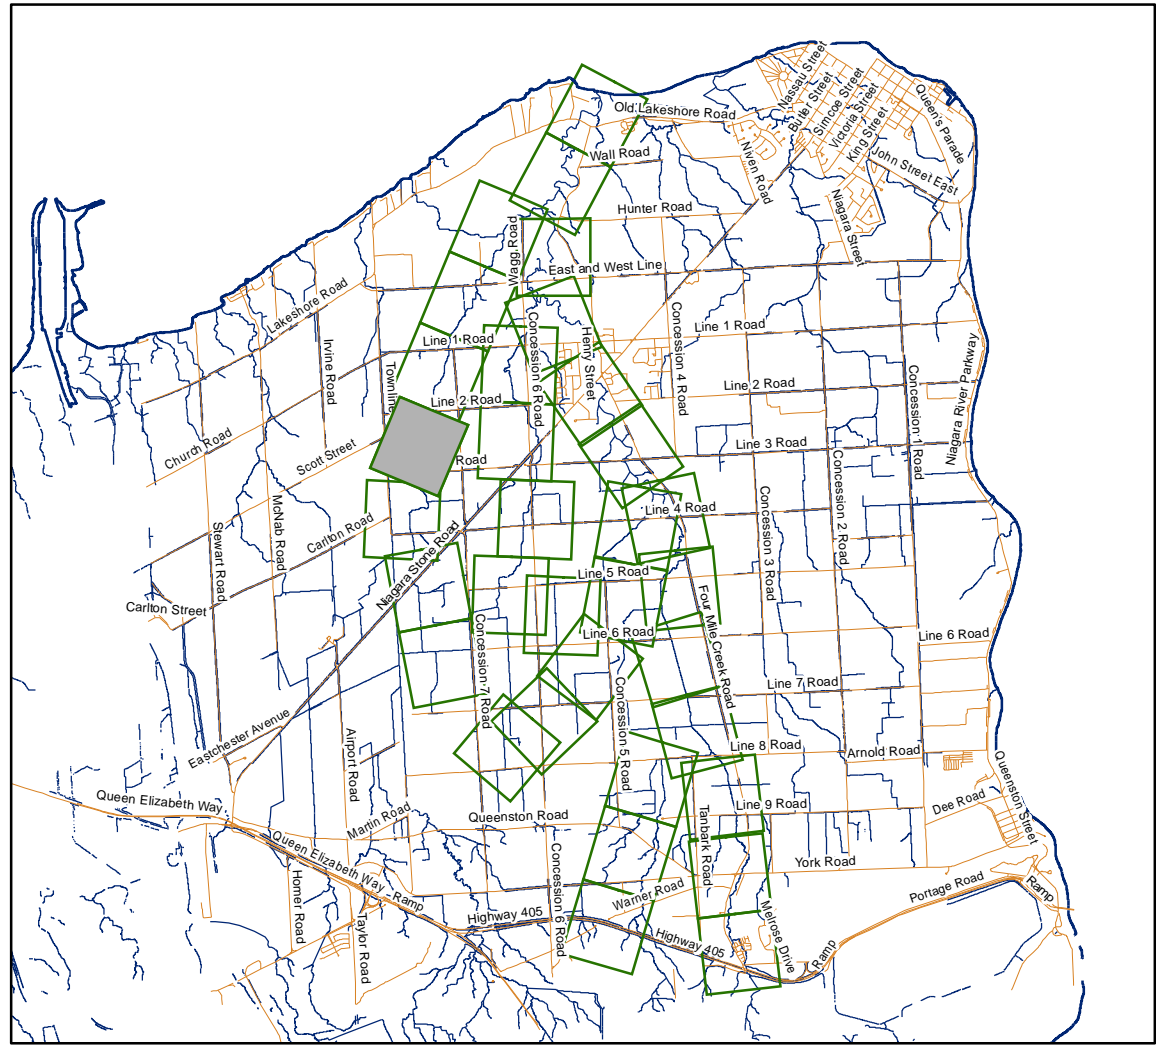 Nassau Street
Butler Street
Simcoe Street
Victoria Street
King Street
Queen's Parade
John Street East
Old Lakeshore Road
Wall Road
Niven Road
Niagara Street
Hunter Road
Wagg Road
East and West Line
Lakeshore Road
Line 1 Road
Line 1 Road
Irvine Road
Townline
Concession 6 Road
Henry Street
Concession 4 Road
Niagara River Parkway
Line 2 Road
Line 2 Road
Concession 1 Road
Church Road
Scott Street
Road
Line 3 Road
Concession 2 Road
McNab Road
Carlton Road
Stewart Road
Niagara Stone Road
Line 4 Road
Concession 3 Road
Carlton Street
Line 5 Road
Four Mile Creek Road
Concession 7 Road
Line 6 Road
Line 6 Road
Concession 5 Road
Line 7 Road
Eastchester Avenue
Airport Road
Line 8 Road
Arnold Road
Queenston Street
Queen Elizabeth Way
Martin Road
Queenston Road
Line 9 Road
Dee Road
Tanbark Road
Queen Elizabeth Way
Ramp
Homer Road
Taylor Road
Concession 6 Road
Warner Road
York Road
Portage Road
Ramp
Highway 405
Highway 405
Melrose Drive
Ramp